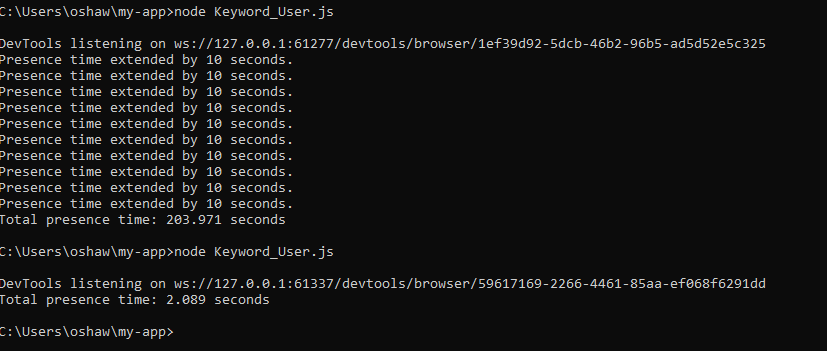 C:\Users\oshaw\my-app>node Keyword_User.js
DevTools listening on ws://127.0.0.1:61277/devtools/browser/1ef39d92-5dcb-46b2-96b5-ad5d52e5c325
Presence time extended by 10 seconds.
Presence time extended by 10 seconds.
Presence time extended by 10 seconds.
Presence time extended by 10 seconds.
Presence time extended by 10 seconds.
Presence time extended by 10 seconds.
Presence time extended by 10 seconds.
Presence time extended by 10 seconds.
Presence time extended by 10 seconds.
Presence time extended by 10 seconds.
Total presence time: 203.971 seconds
C:\Users\oshaw\my-app>node Keyword_User.js
DevTools listening on ws://127.0.0.1:61337/devtools/browser/59617169-2266-4461-85aa-ef068f6291dd
Total presence time: 2.089 seconds
C:\Users\oshaw\my-app>